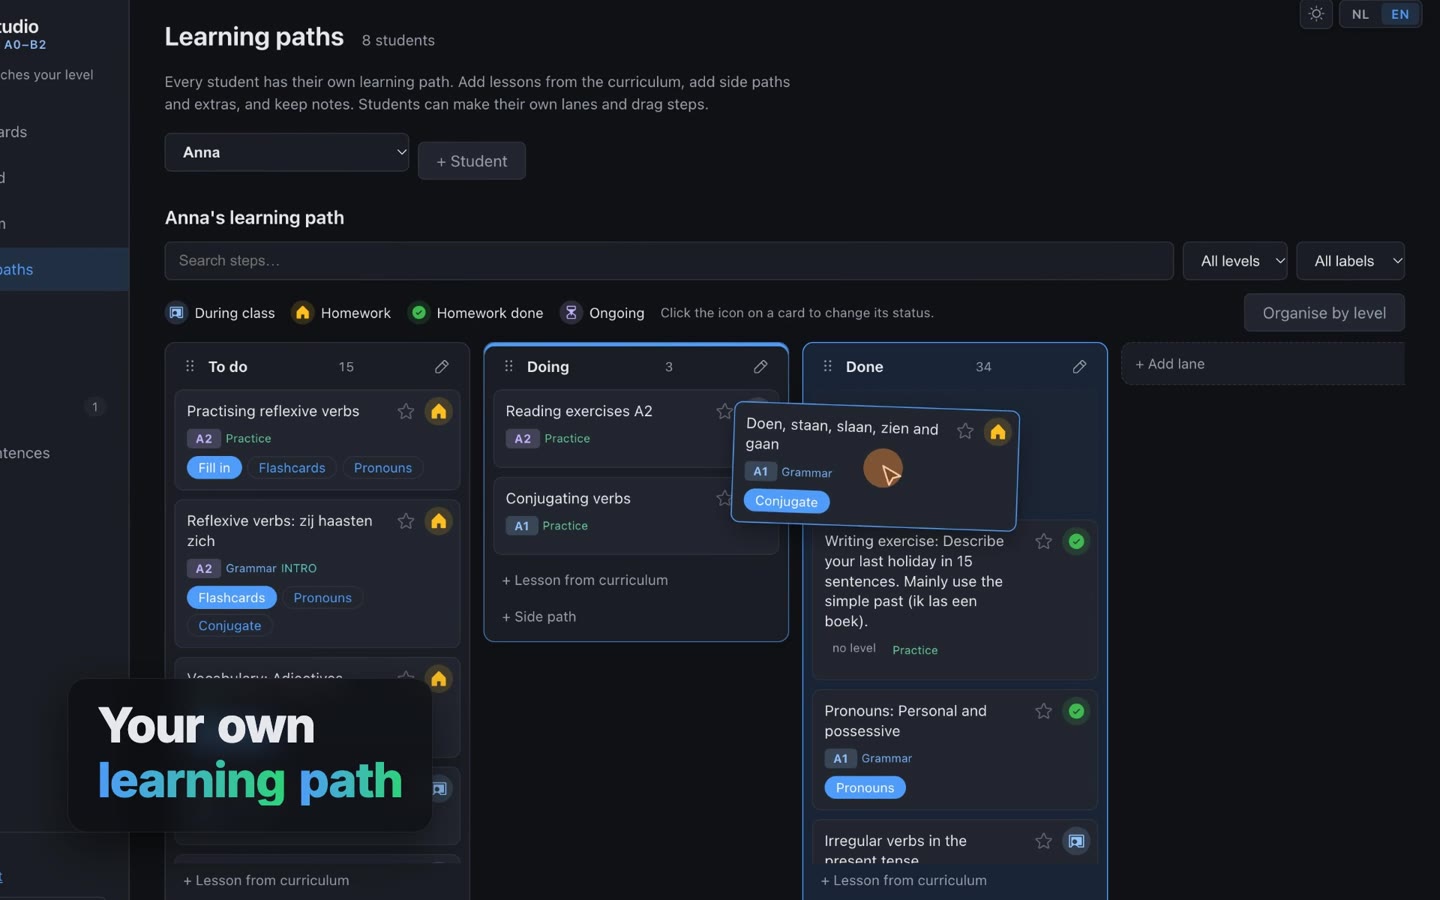 tudio
A0–B2
NL
EN
ches your level
ards
d
n
paths
1
ntences
t
Learning paths
8 students
Every student has their own learning path. Add lessons from the curriculum, add side paths
and extras, and keep notes. Students can make their own lanes and drag steps.
Anna
+ Student
Anna's learning path
Search steps…
All levels
All labels
During class
Homework
Homework done
Ongoing
Click the icon on a card to change its status.
Organise by level
To do
15
Practising reflexive verbs
A2 Practice
Fill in
Flashcards
Pronouns
Reflexive verbs: zij haasten
zich
A2 Grammar INTRO
Flashcards
Pronouns
Conjugate
Vocabulary: Adjectives
+ Lesson from curriculum
Doing
3
Reading exercises A2
A2 Practice
Conjugating verbs
A1 Practice
+ Lesson from curriculum
+ Side path
Done
34
Doen, staan, slaan, zien and
gaan
A1 Grammar
Conjugate
Writing exercise: Describe
your last holiday in 15
sentences. Mainly use the
simple past (ik las een
boek).
no level Practice
Pronouns: Personal and
possessive
A1 Grammar
Pronouns
Irregular verbs in the
present tense
+ Lesson from curriculum
+ Add lane
Your own
learning path